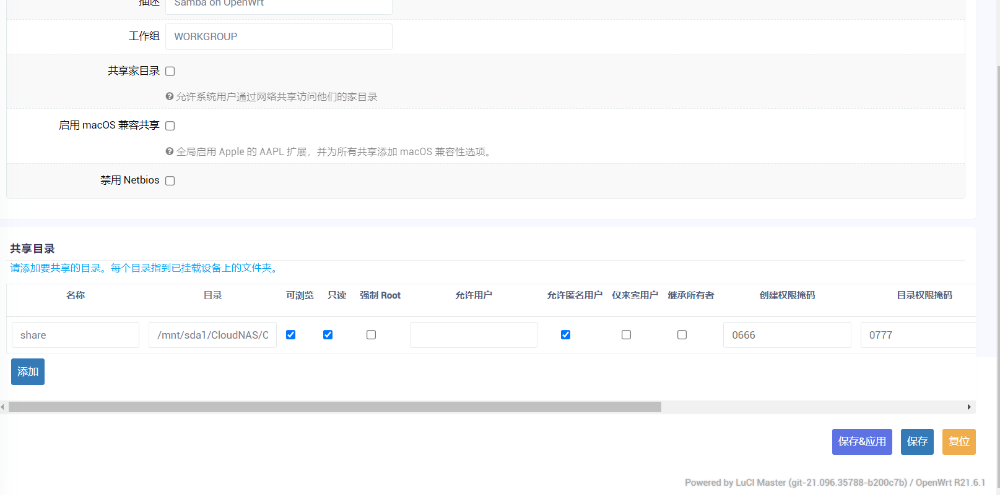 描述 Samba on OpenWrt
工作组 WORKGROUP
共享家目录
允许系统用户通过网络共享访问他们的家目录
启用 macOS 兼容共享
全局启用 Apple 的 AAPL 扩展，并为所有共享添加 macOS 兼容性选项。
禁用 Netbios
共享目录
请添加要共享的目录。每个目录指到已挂载设备上的文件夹。
名称 目录 可浏览 只读 强制 Root 允许用户 允许匿名用户 仅来宾用户 继承所有者 创建权限掩码 目录权限掩码
share /mnt/sda1/CloudNAS/C 0666 0777
添加
保存&应用 保存 复位
Powered by LuCI Master (git-21.096.35788-b200c7b) / OpenWrt R21.6.1